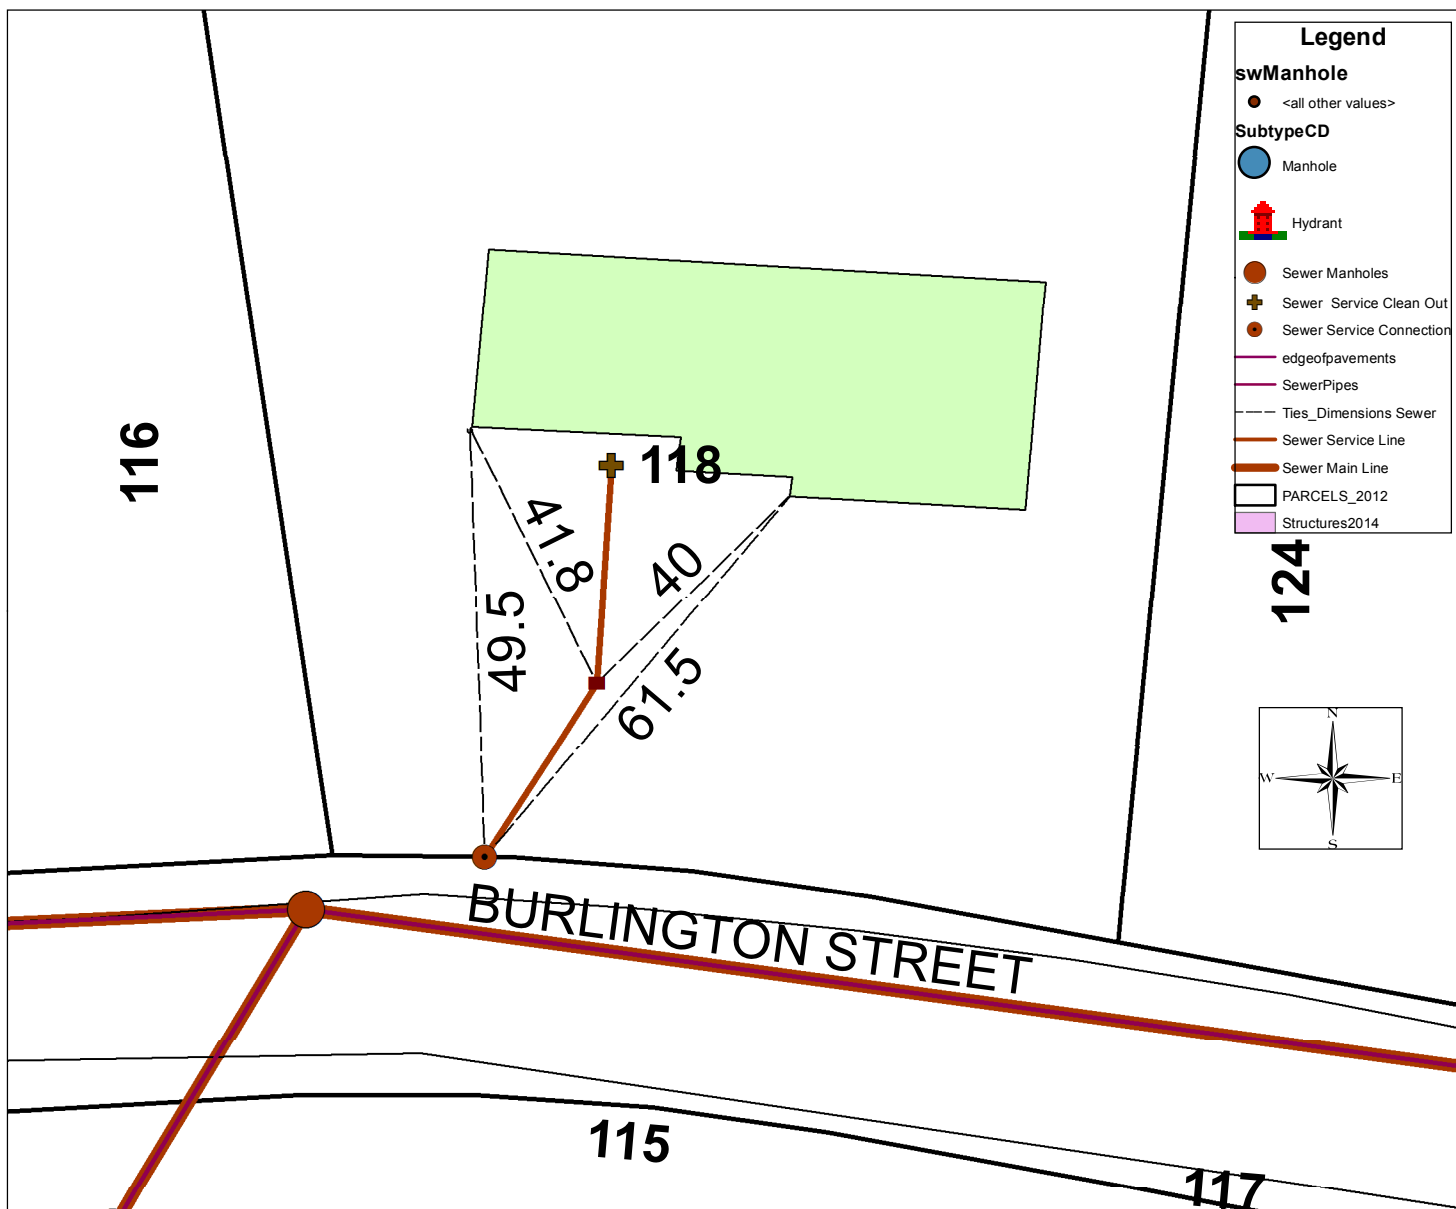 Legend
swManhole
<all other values>
SubtypeCD
Manhole
Hydrant
Sewer Manholes
Sewer Service Clean Out
Sewer Service Connection
edgeofpavements
SewerPipes
Ties_Dimensions Sewer
Sewer Service Line
Sewer Main Line
PARCELS_2012
Structures2014
116
118
124
41.8
40
49.5
61.5
N
W
E
S
BURLINGTON STREET
115
117